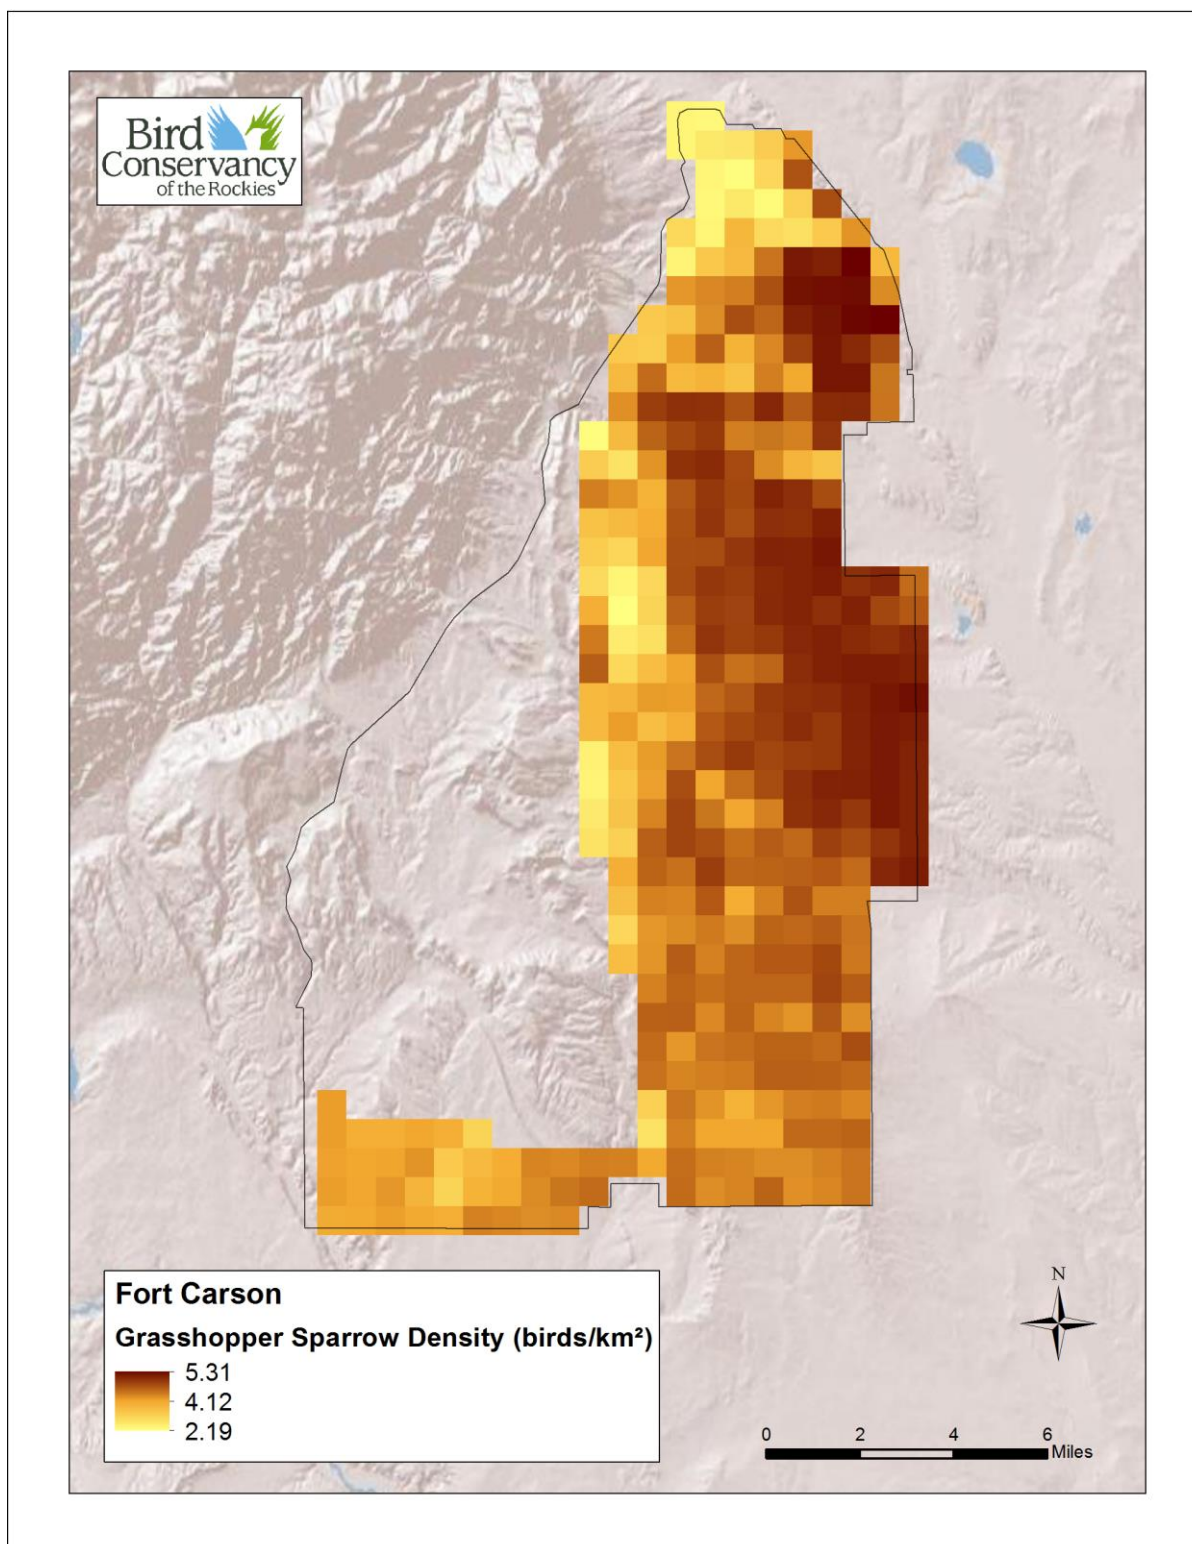 Bird
Conservancy
of the Rockies
Fort Carson
Grasshopper Sparrow Density (birds/km²)
5.31
4.12
2.19
N
0 2 4 6
Miles